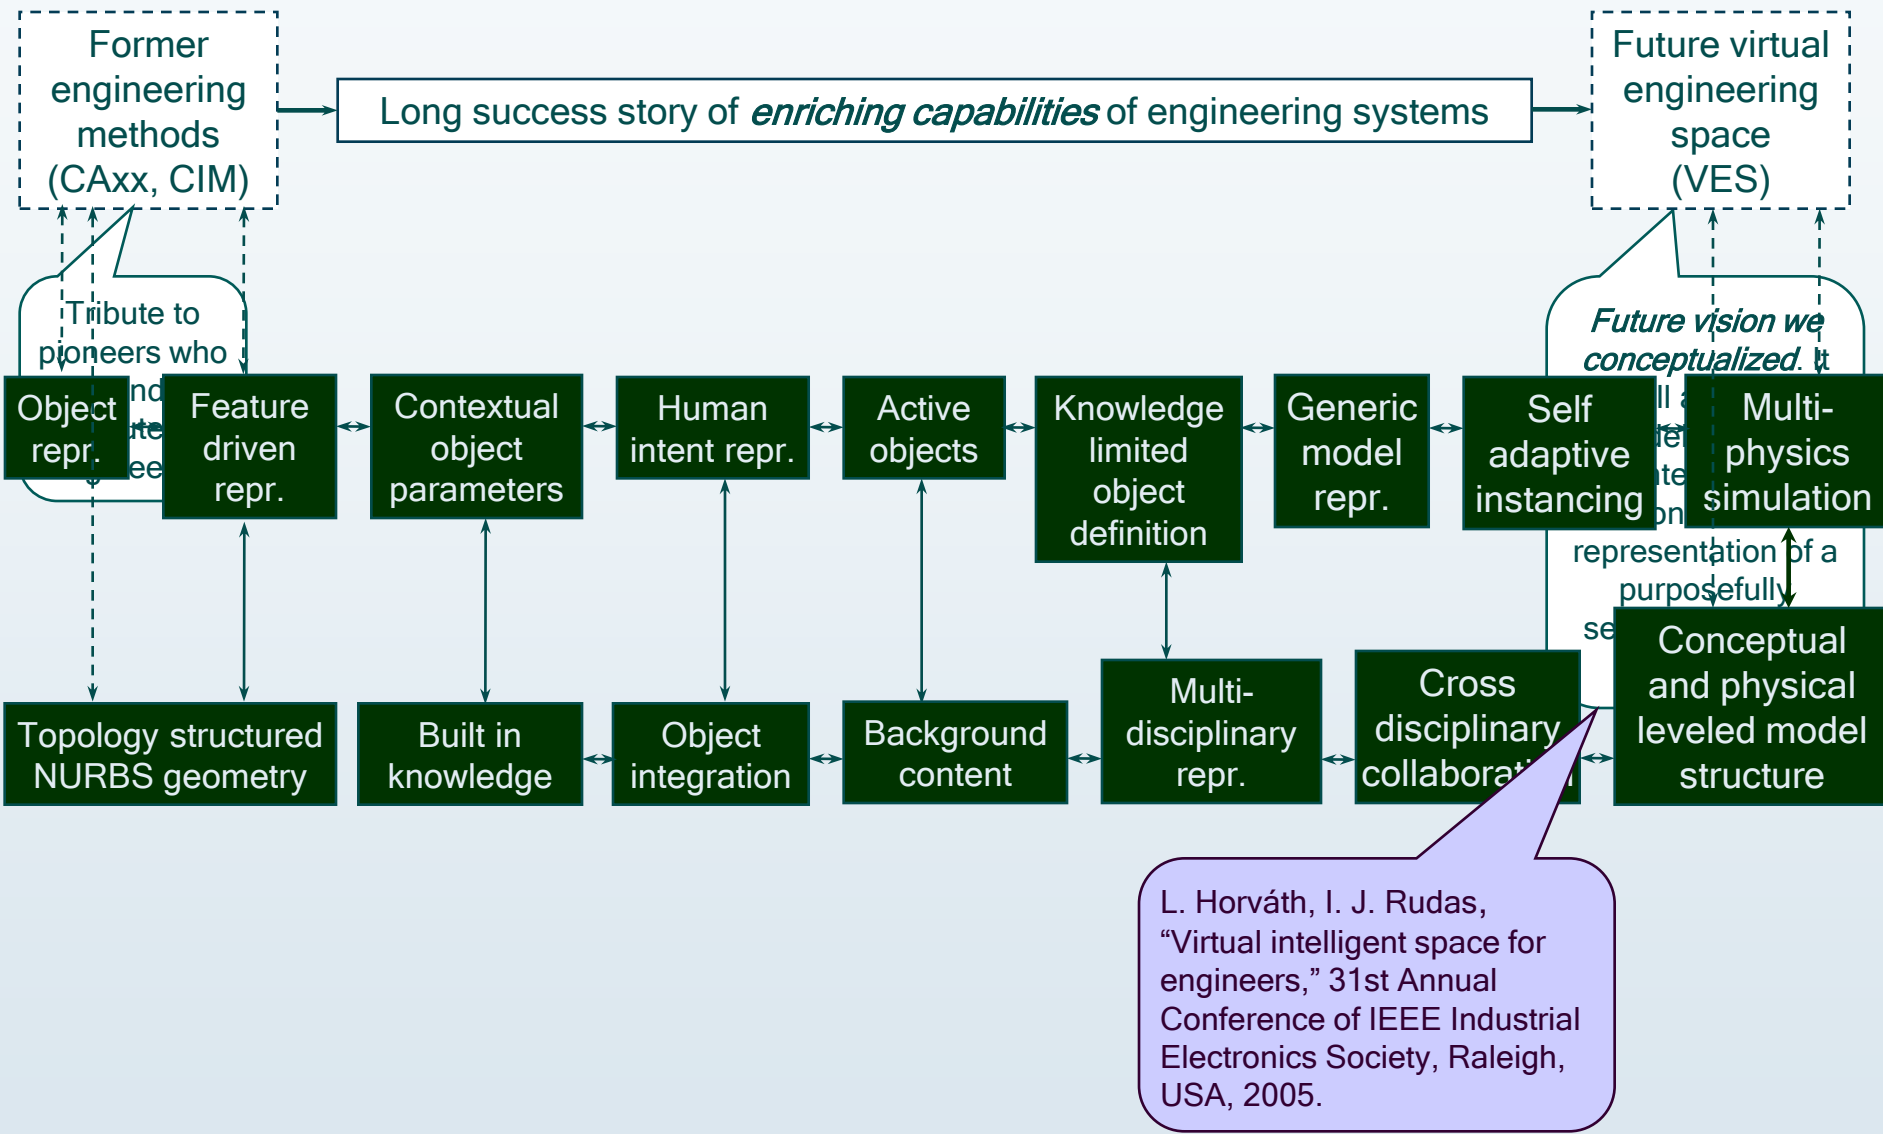 Former
engineering
methods
(CAxx, CIM)
Long success story of enriching capabilities of engineering systems
Future virtual
engineering
space
(VES)
Tribute to
pioneers who
Future vision we
conceptualized. It
representation of a
purposefully
Object
repr.
Feature
driven
repr.
Contextual
object
parameters
Human
intent repr.
Active
objects
Knowledge
limited
object
definition
Generic
model
repr.
Self
adaptive
instancing
Multi-
physics
simulation
Topology structured
NURBS geometry
Built in
knowledge
Object
integration
Background
content
Multi-
disciplinary
repr.
Cross
disciplinary
collaboration
Conceptual
and physical
leveled model
structure
L. Horváth, I. J. Rudas,
“Virtual intelligent space for
engineers,” 31st Annual
Conference of IEEE Industrial
Electronics Society, Raleigh,
USA, 2005.